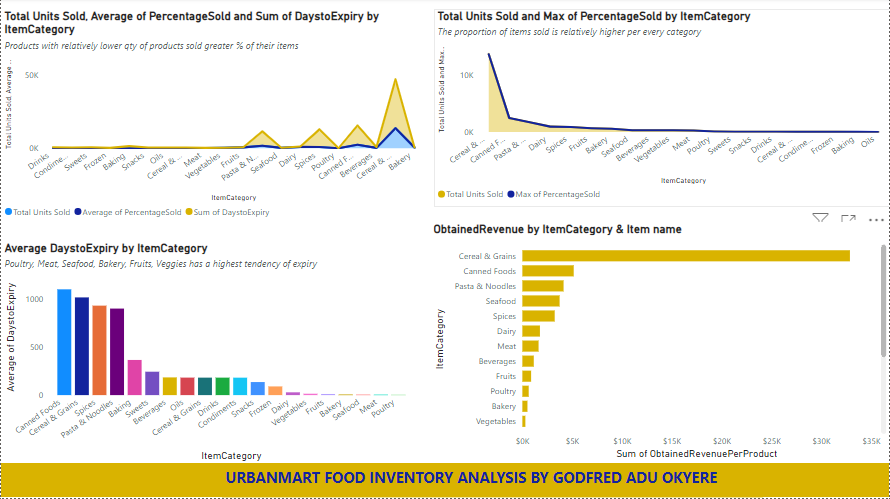 Total Units Sold, Average of PercentageSold and Sum of DaystoExpiry by
ItemCategory
Products with relatively lower qty of products sold greater % of their items
Total Units Sold, Average ...
50K
0K
Drinks
Condime...
Sweets
Frozen
Baking
Snacks
Oils
Cereal & ...
Meat
Vegetables
Fruits
Pasta & N...
Seafood
Dairy
Spices
Poultry
Canned F...
Beverages
Cereal & ...
Bakery
ItemCategory
Total Units Sold Average of PercentageSold Sum of DaystoExpiry
Total Units Sold and Max of PercentageSold by ItemCategory
The proportion of items sold is relatively higher per every category
Total Units Sold and Max...
10K
0K
Cereal & ...
Canned F...
Pasta & ...
Dairy
Spices
Fruits
Bakery
Seafood
Beverages
Vegetables
Meat
Poultry
Sweets
Snacks
Drinks
Cereal & ...
Condime...
Frozen
Baking
Oils
ItemCategory
Total Units Sold Max of PercentageSold
Average DaystoExpiry by ItemCategory
Poultry, Meat, Seafood, Bakery, Fruits, Veggies has a highest tendency of expiry
Average of DaystoExpiry
1000
500
0
Canned Foods
Cereal & Grains
Spices
Pasta & Noodles
Baking
Sweets
Beverages
Oils
Cereal & Grains
Drinks
Condiments
Snacks
Frozen
Dairy
Vegetables
Fruits
Bakery
Seafood
Meat
Poultry
ItemCategory
ObtainedRevenue by ItemCategory & Item name
ItemCategory
Cereal & Grains
Canned Foods
Pasta & Noodles
Seafood
Spices
Dairy
Meat
Beverages
Fruits
Poultry
Bakery
Vegetables
$0K $5K $10K $15K $20K $25K $30K $35K
Sum of ObtainedRevenuePerProduct
URBANMART FOOD INVENTORY ANALYSIS BY GODFRED ADU OKYERE